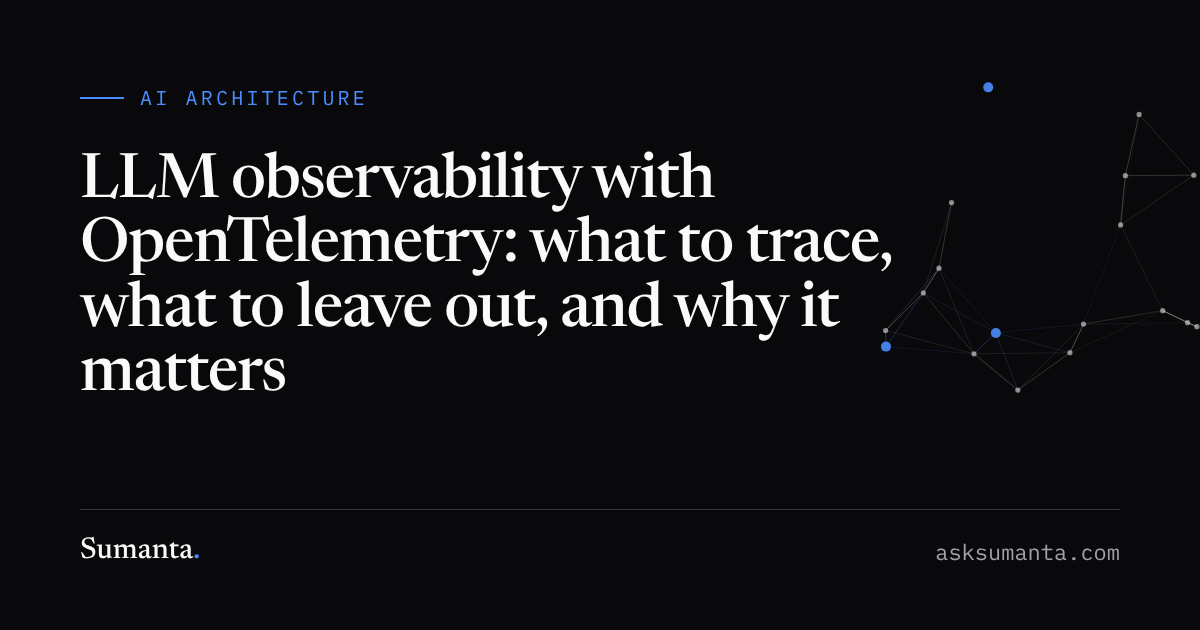 AI ARCHITECTURE
LLM observability with
OpenTelemetry: what to trace,
what to leave out, and why it
matters
Sumanta.
asksumanta.com